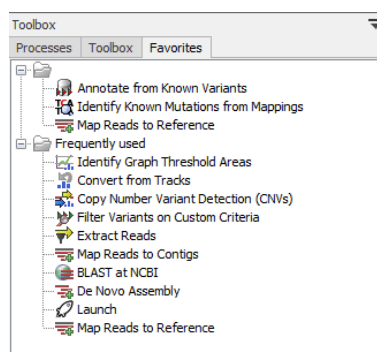 Toolbox
Processes Toolbox Favorites
Annotate from Known Variants
Identify Known Mutations from Mappings
Map Reads to Reference
Frequently used
Identify Graph Threshold Areas
Convert from Tracks
Copy Number Variant Detection (CNVs)
Filter Variants on Custom Criteria
Extract Reads
Map Reads to Contigs
BLAST at NCBI
De Novo Assembly
Launch
Map Reads to Reference